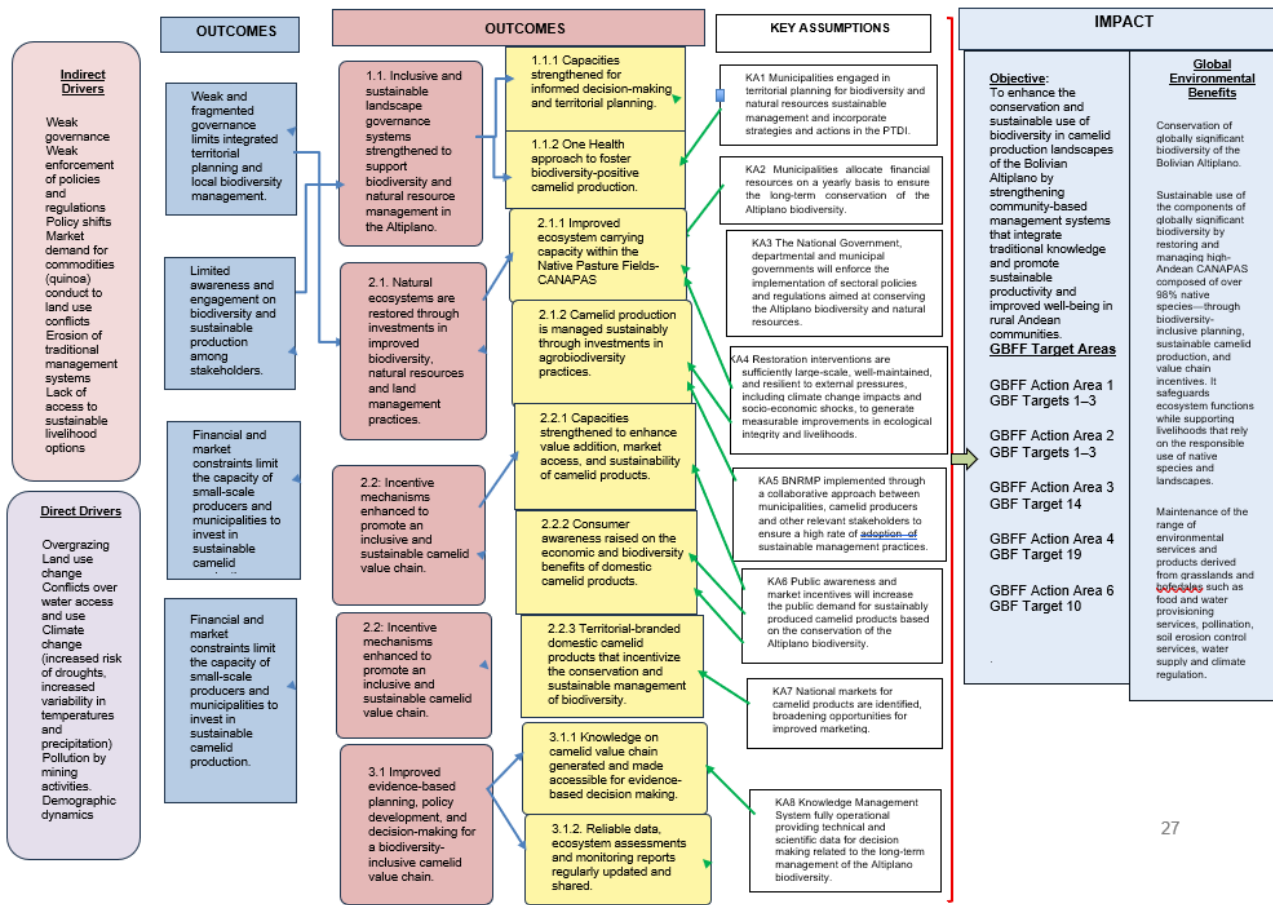 Indirect
Drivers
Weak
governance
Weak
enforcement
of policies
and
regulations
Policy shifts
Market
demand for
commodities
(quinoa)
conduct to
land use
conflicts
Erosion of
traditional
management
systems
Lack of
access to
sustainable
livelihood
options
Direct Drivers
Overgrazing
Land use
change
Conflicts over
water access
and use
Climate
change
(increased risk
of droughts,
increased
variability in
temperatures
and
precipitation)
Pollution by
mining
activities.
Demographic
dynamics
OUTCOMES
Weak and
fragmented
governance
limits integrated
territorial
planning and
local biodiversity
management.
Limited
awareness and
engagement on
biodiversity and
sustainable
production
among
stakeholders.
Financial and
market
constraints limit
the capacity of
small-scale
producers and
municipalities to
invest in
sustainable
camelid
Financial and
market
constraints limit
the capacity of
small-scale
producers and
municipalities to
invest in
sustainable
camelid
production.
OUTCOMES
1.1. Inclusive and
sustainable
landscape
governance
systems
strengthened to
support
biodiversity and
natural resource
management in
the Altiplano.
2.1. Natural
ecosystems are
restored through
investments in
improved
biodiversity,
natural resources
and land
management
practices.
2.2: Incentive
mechanisms
enhanced to
promote an
inclusive and
sustainable camelid
value chain.
2.2: Incentive
mechanisms
enhanced to
promote an
inclusive and
sustainable camelid
value chain.
3.1 Improved
evidence-based
planning, policy
development, and
decision-making for
a biodiversity-
inclusive camelid
value chain.
1.1.1 Capacities
strengthened for
informed decision-making
and territorial planning.
1.1.2 One Health
approach to foster
biodiversity-positive
camelid production.
2.1.1 Improved
ecosystem carrying
capacity within the
Native Pasture Fields-
CANAPAS
2.1.2 Camelid production
is managed sustainably
through investments in
agrobiodiversity
practices.
2.2.1 Capacities
strengthened to enhance
value addition, market
access, and sustainability
of camelid products.
2.2.2 Consumer
awareness raised on the
economic and biodiversity
benefits of domestic
camelid products.
2.2.3 Territorial-branded
domestic camelid
products that incentivize
the conservation and
sustainable management
of biodiversity.
3.1.1 Knowledge on
camelid value chain
generated and made
accessible for evidence-
based decision making.
3.1.2. Reliable data,
ecosystem assessments
and monitoring reports
regularly updated and
shared.
KEY ASSUMPTIONS
KA1 Municipalities engaged in
territorial planning for biodiversity and
natural resources sustainable
management and incorporate
strategies and actions in the PTDI.
KA2 Municipalities allocate financial
resources on a yearly basis to ensure
the long-term conservation of the
Altiplano biodiversity.
KA3 The National Government,
departmental and municipal
governments will enforce the
implementation of sectoral policies
and regulations aimed at conserving
the Altiplano biodiversity and natural
resources.
KA4 Restoration interventions are
sufficiently large-scale, well-maintained,
and resilient to external pressures,
including climate change impacts and
socio-economic shocks, to generate
measurable improvements in ecological
integrity and livelihoods.
KA5 BNRMP implemented through
a collaborative approach between
municipalities, camelid producers
and other relevant stakeholders to
ensure a high rate of adoption of
sustainable management practices.
KA6 Public awareness and
market incentives will increase
the public demand for sustainably
produced camelid products based
on the conservation of the
Altiplano biodiversity.
KA7 National markets for
camelid products are identified,
broadening opportunities for
improved marketing.
KA8 Knowledge Management
System fully operational
providing technical and
scientific data for decision
making related to the long-term
management of the Altiplano
biodiversity.
IMPACT
Objective:
To enhance the
conservation and
sustainable use of
biodiversity in camelid
production landscapes
of the Bolivian
Altiplano by
strengthening
community-based
management systems
that integrate
traditional knowledge
and promote
sustainable
productivity and
improved well-being in
rural Andean
communities.
GBFF Target Areas
GBFF Action Area 1
GBF Targets 1–3
GBFF Action Area 2
GBF Targets 1–3
GBFF Action Area 3
GBF Target 14
GBFF Action Area 4
GBF Target 19
GBFF Action Area 6
GBF Target 10
.
Global
Environmental
Benefits
Conservation of
globally significant
biodiversity of the
Bolivian Altiplano.
Sustainable use of
the components of
globally significant
biodiversity by
restoring and
managing high-
Andean CANAPAS
composed of over
98% native
species—through
biodiversity-
inclusive planning,
sustainable camelid
production, and
value chain
incentives. It
safeguards
ecosystem functions
while supporting
livelihoods that rely
on the responsible
use of native
species and
landscapes.
Maintenance of the
range of
environmental
services and
products derived
from grasslands and
bofedales such as
food and water
provisioning
services, pollination,
soil erosion control
services, water
supply and climate
regulation.
27